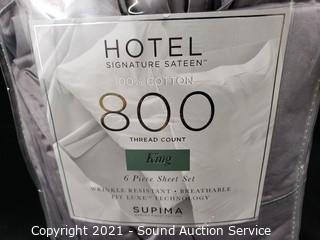 HOTEL
SIGNATURE SATEEN™
100% COTTON
800
THREAD COUNT
King
6 Piece Sheet Set
WRINKLE RESISTANT • BREATHABLE
FIT LUXE™ TECHNOLOGY
SUPIMA
Copyright 2021 - Sound Auction Service